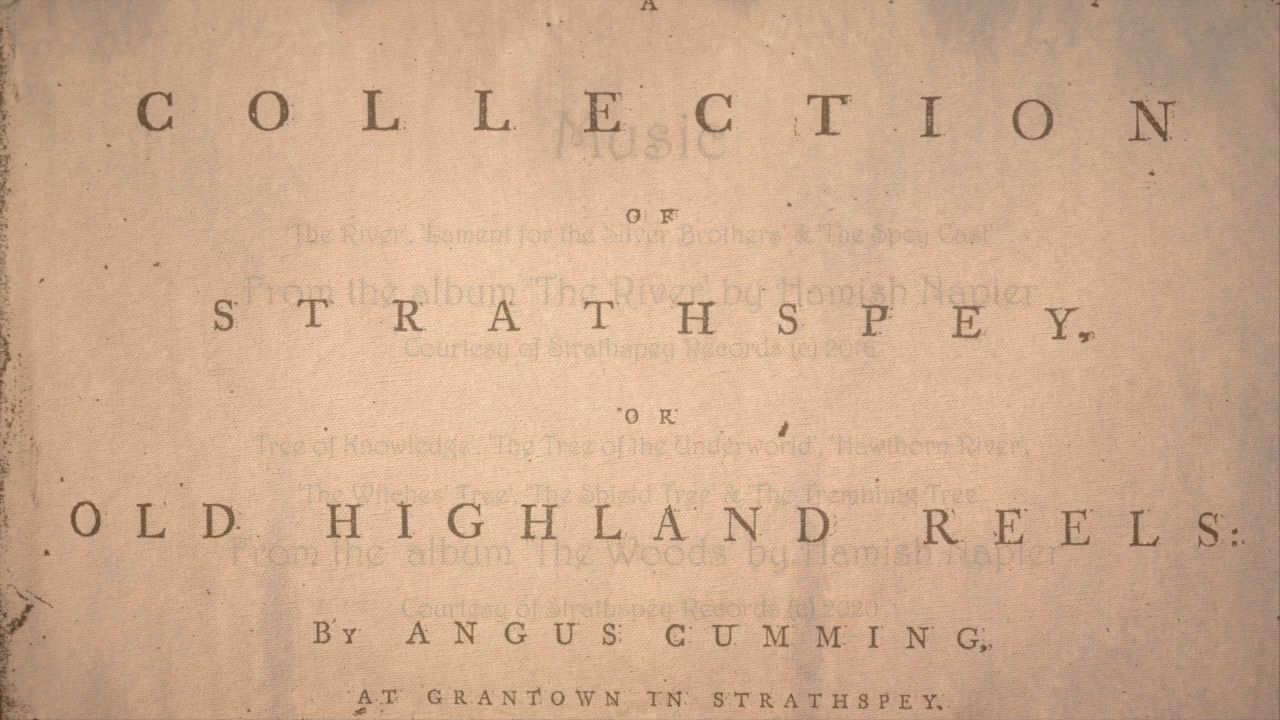 A
COLLECTION
Music
OF
'The River', 'Lament for the Silver Brothers' & 'The Spey Cast'
From the album 'The River' by Hamish Napier
STRATHSPEY,
Courtesy of Strathspey Records (c) 2016
OR
'Tree of Knowledge', 'The Tree of the Underworld', 'Hawthorn River',
'The Witches' Tree', 'The Shield Tree' & 'The Trembling Tree'
OLD HIGHLAND REELS:
From the album 'The Woods' by Hamish Napier
Courtesy of Strathspey Records (c) 2020
By ANGUS CUMMING,
AT GRANTOWN IN STRATHSPEY.